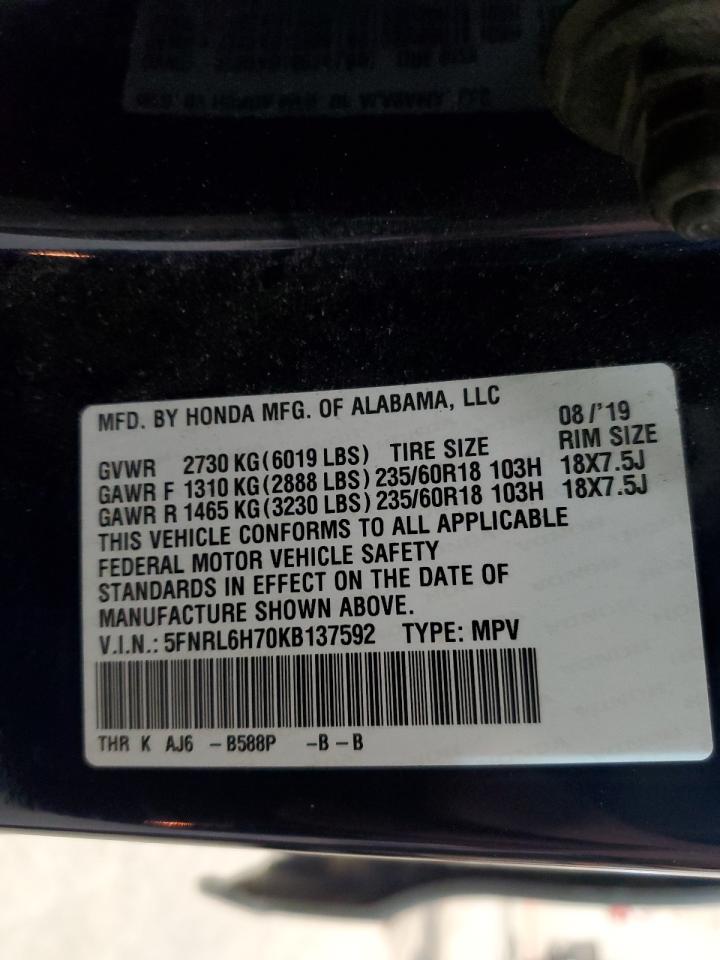 MFD. BY HONDA MFG. OF ALABAMA, LLC 08/'19
GVWR 2730 KG (6019 LBS) TIRE SIZE RIM SIZE
GAWR F 1310 KG (2888 LBS) 235/60R18 103H 18X7.5J
GAWR R 1465 KG (3230 LBS) 235/60R18 103H 18X7.5J
THIS VEHICLE CONFORMS TO ALL APPLICABLE
FEDERAL MOTOR VEHICLE SAFETY
STANDARDS IN EFFECT ON THE DATE OF
MANUFACTURE SHOWN ABOVE.
V.I.N.: 5FNRL6H70KB137592 TYPE: MPV
THR K AJ6 -B588P -B-B